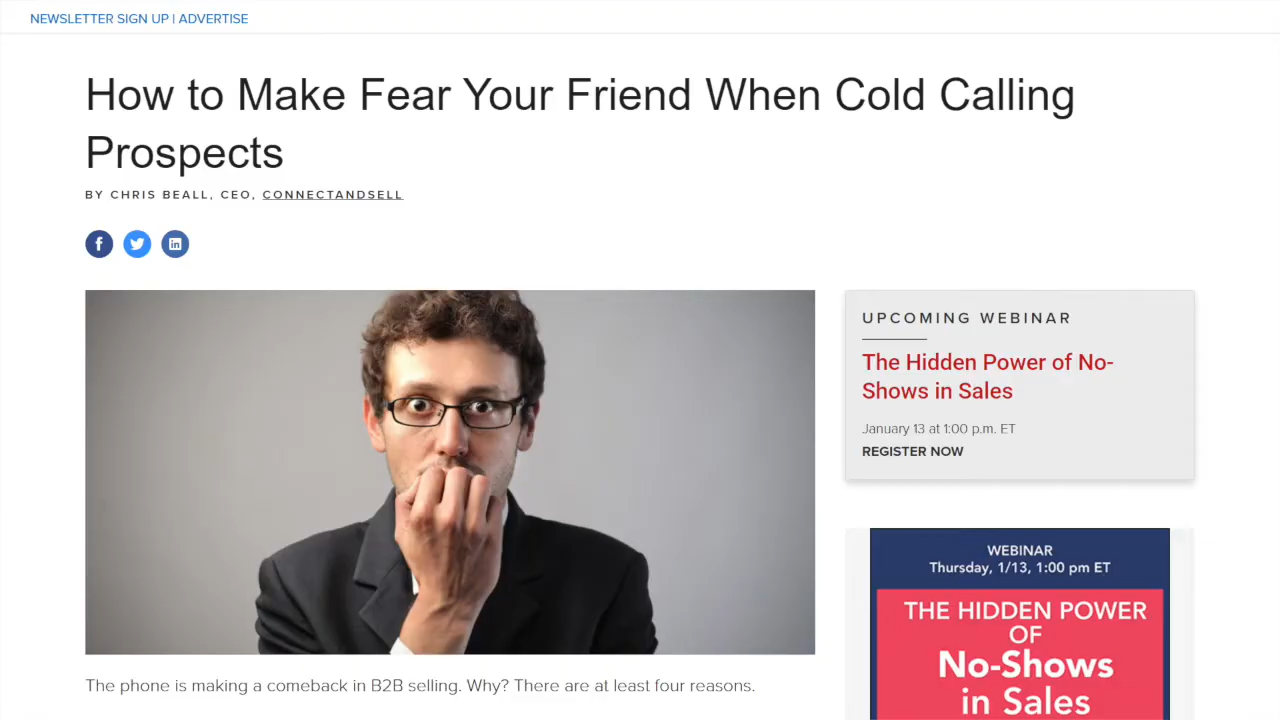 NEWSLETTER SIGN UP | ADVERTISE
How to Make Fear Your Friend When Cold Calling
Prospects
BY CHRIS BEALL, CEO, CONNECTANDSELL
UPCOMING WEBINAR
The Hidden Power of No-
Shows in Sales
January 13 at 1:00 p.m. ET
REGISTER NOW
WEBINAR
Thursday, 1/13, 1:00 pm ET
THE HIDDEN POWER
OF
No-Shows
in Sales
The phone is making a comeback in B2B selling. Why? There are at least four reasons.